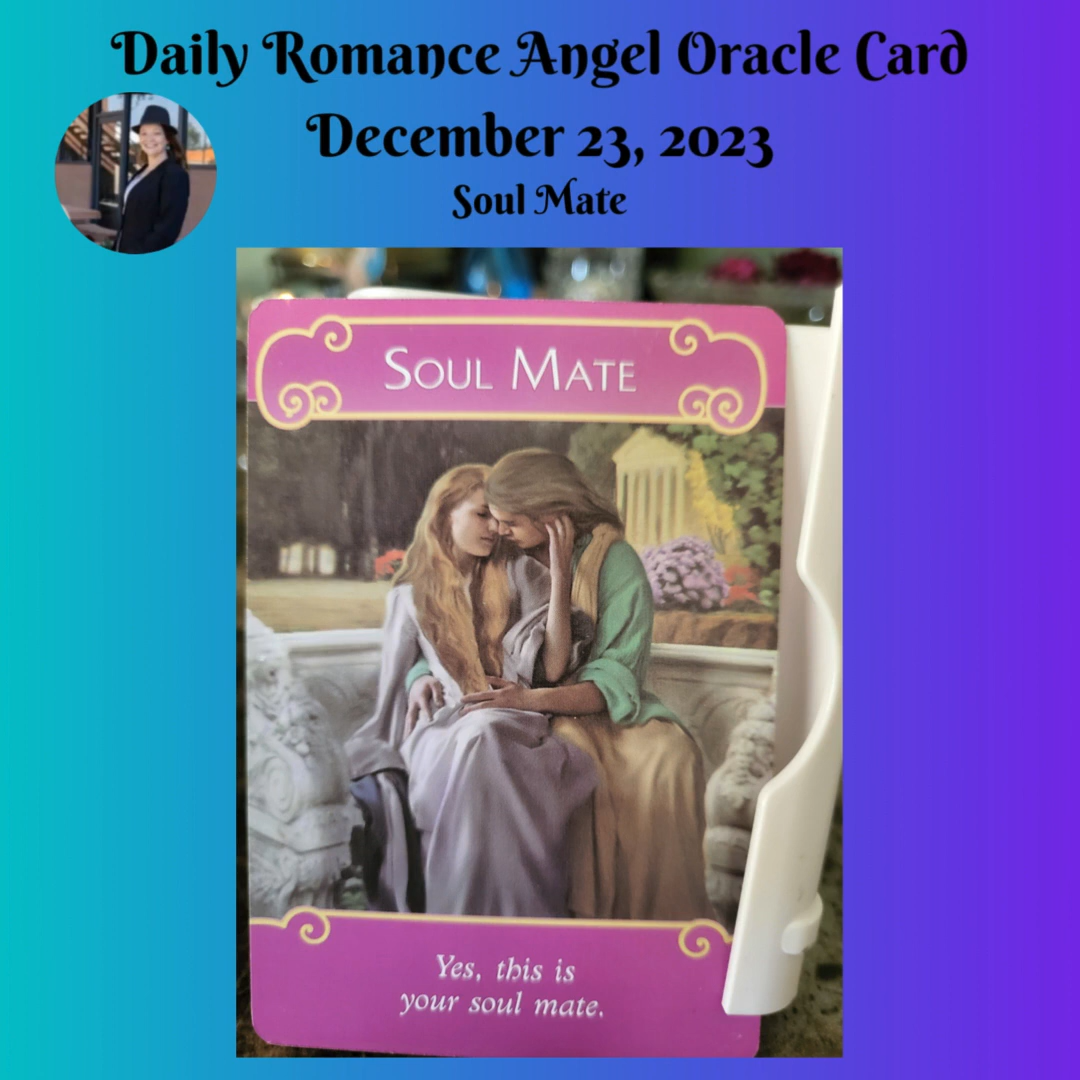 Daily Romance Angel Oracle Card
December 23, 2023
Soul Mate
SOUL MATE
Yes, this is
your soul mate.